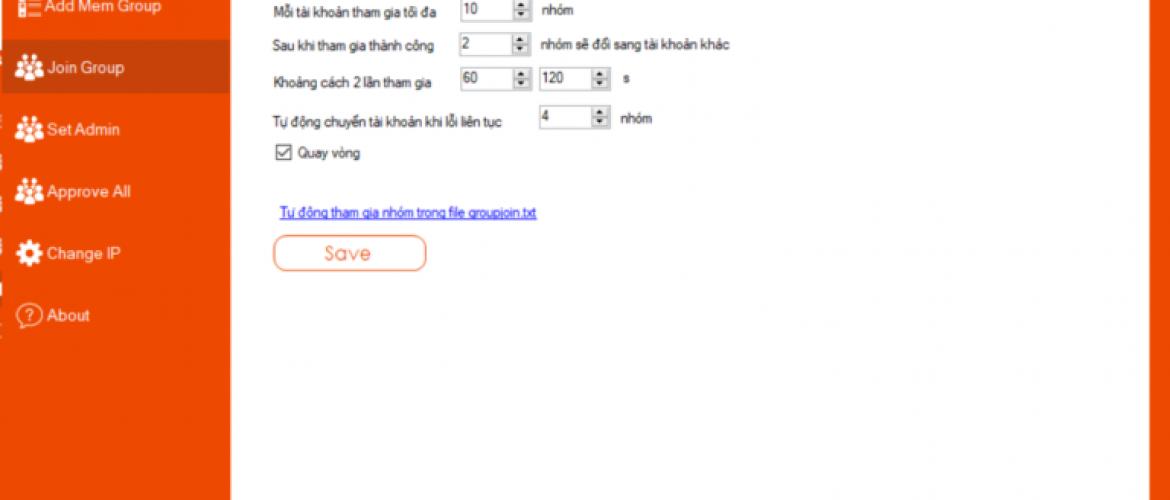 Add Mem Group
Join Group
Set Admin
Approve All
Change IP
? About
Mỗi tài khoản tham gia tối đa 10 nhóm
Sau khi tham gia thành công 2 nhóm sẽ đổi sang tài khoản khác
Khoảng cách 2 lần tham gia 60 120 s
Tự động chuyển tài khoản khi lỗi liên tục 4 nhóm
Quay vòng
Tự động tham gia nhóm trong file groupjoin.txt
Save